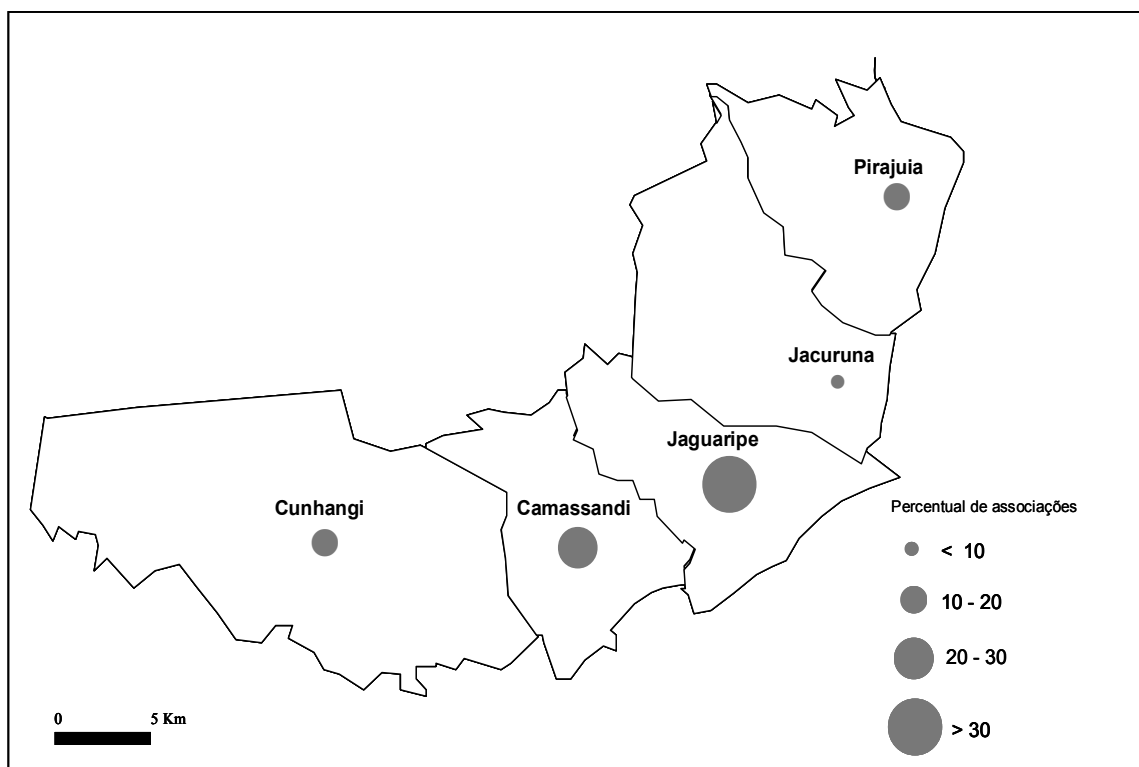 Pirajuia
Jacuruna
Jaguaripe
Cunhangi
Camassandi
Percentual de associações
< 10
10 - 20
20 - 30
> 30
0 5 Km